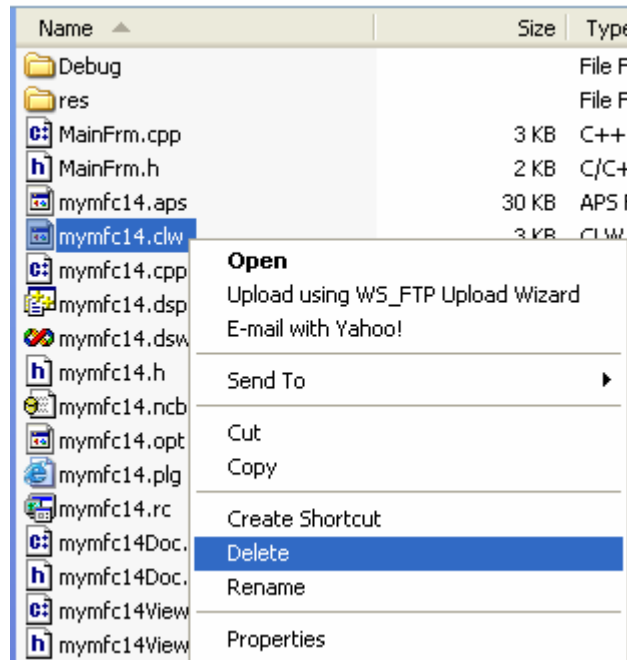 Name Size Type
Debug File F
res File F
MainFrm.cpp 3 KB C++
MainFrm.h 2 KB C/C+
mymfc14.aps 30 KB APS F
mymfc14.clw 3 KB CLW
mymfc14.cpp
mymfc14.dsp
mymfc14.dsw
mymfc14.h
mymfc14.ncb
mymfc14.opt
mymfc14.plg
mymfc14.rc
mymfc14Doc.
mymfc14Doc.
mymfc14View
mymfc14View
Open
Upload using WS_FTP Upload Wizard
E-mail with Yahoo!
Send To
Cut
Copy
Create Shortcut
Delete
Rename
Properties